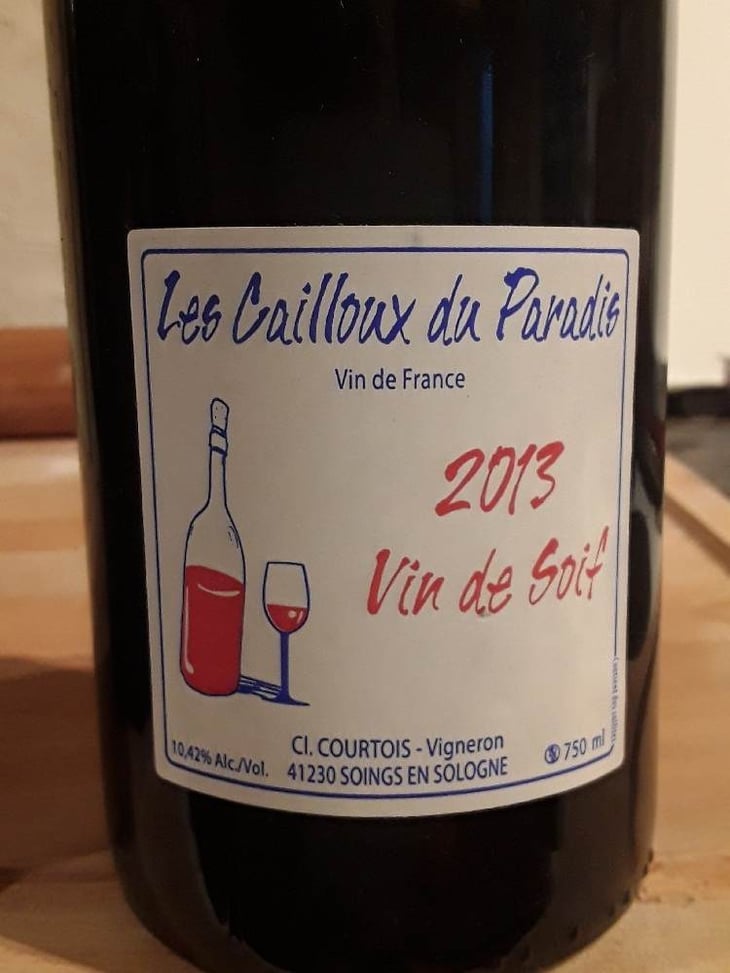 Les Cailloux du Paradis
Vin de France
2013
Vin de Soif
10,42% Alc./Vol.
Cl. COURTOIS - Vigneron
41230 SOINGS EN SOLOGNE
750 ml